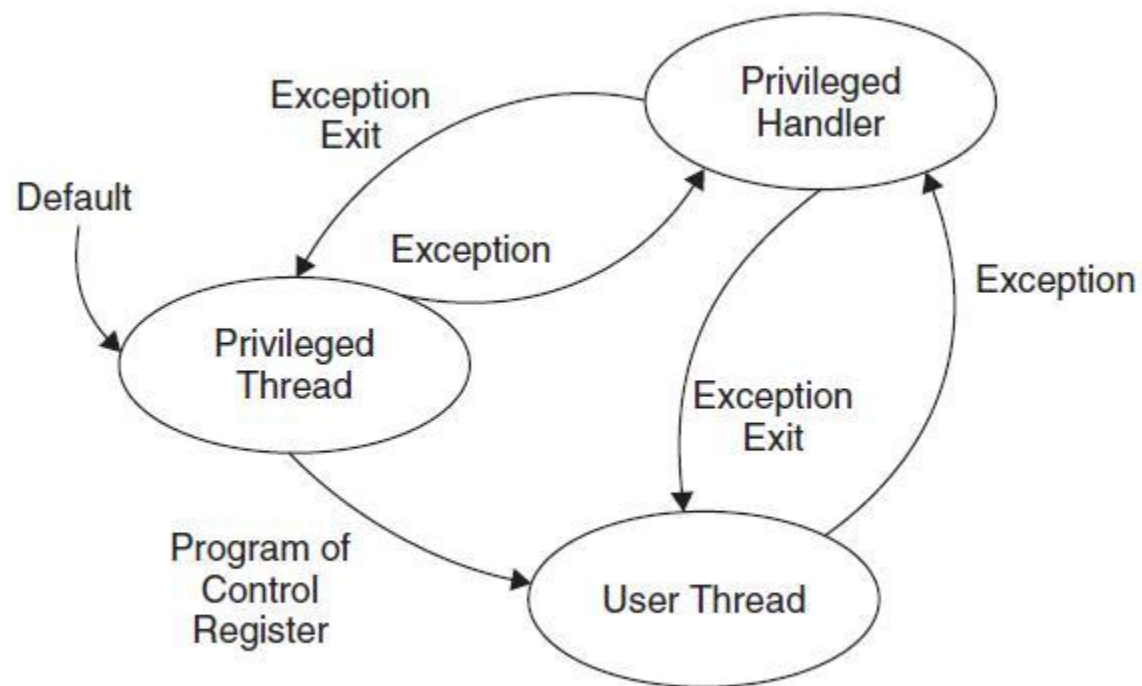 Privileged
Handler
Exception
Exit
Default
Exception
Exception
Privileged
Thread
Exception
Exit
Program of
Control
Register
User Thread